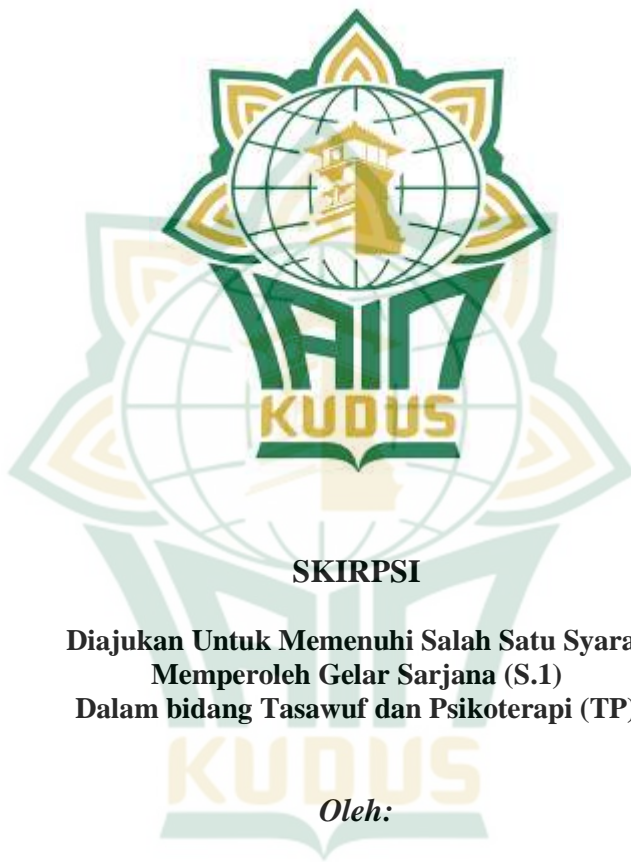 IAIN
KUDUS
SKIRPSI
Diajukan Untuk Memenuhi Salah Satu Syara
Memperoleh Gelar Sarjana (S.1)
Dalam bidang Tasawuf dan Psikoterapi (TP)
KUDUS
Oleh: